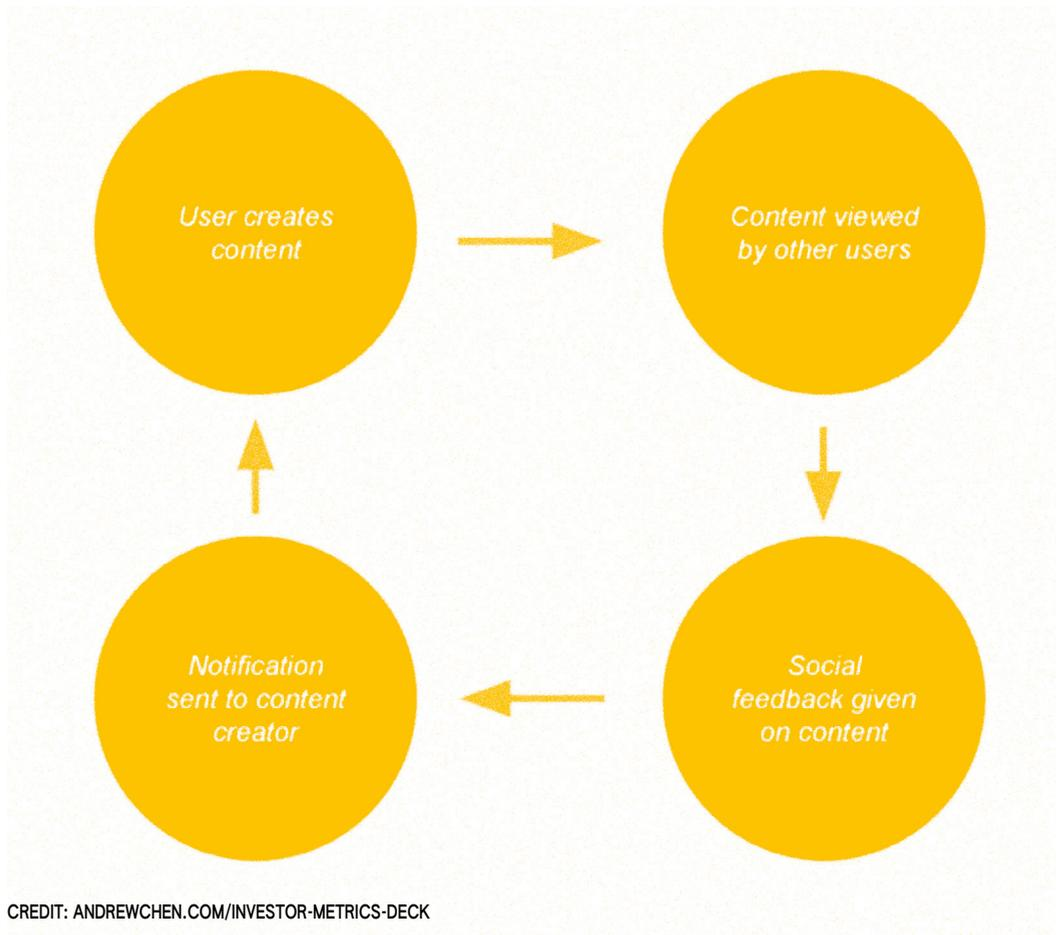 User creates
content
Content viewed
by other users
Social
feedback given
on content
Notification
sent to content
creator
CREDIT: ANDREWCHEN.COM/INVESTOR-METRICS-DECK